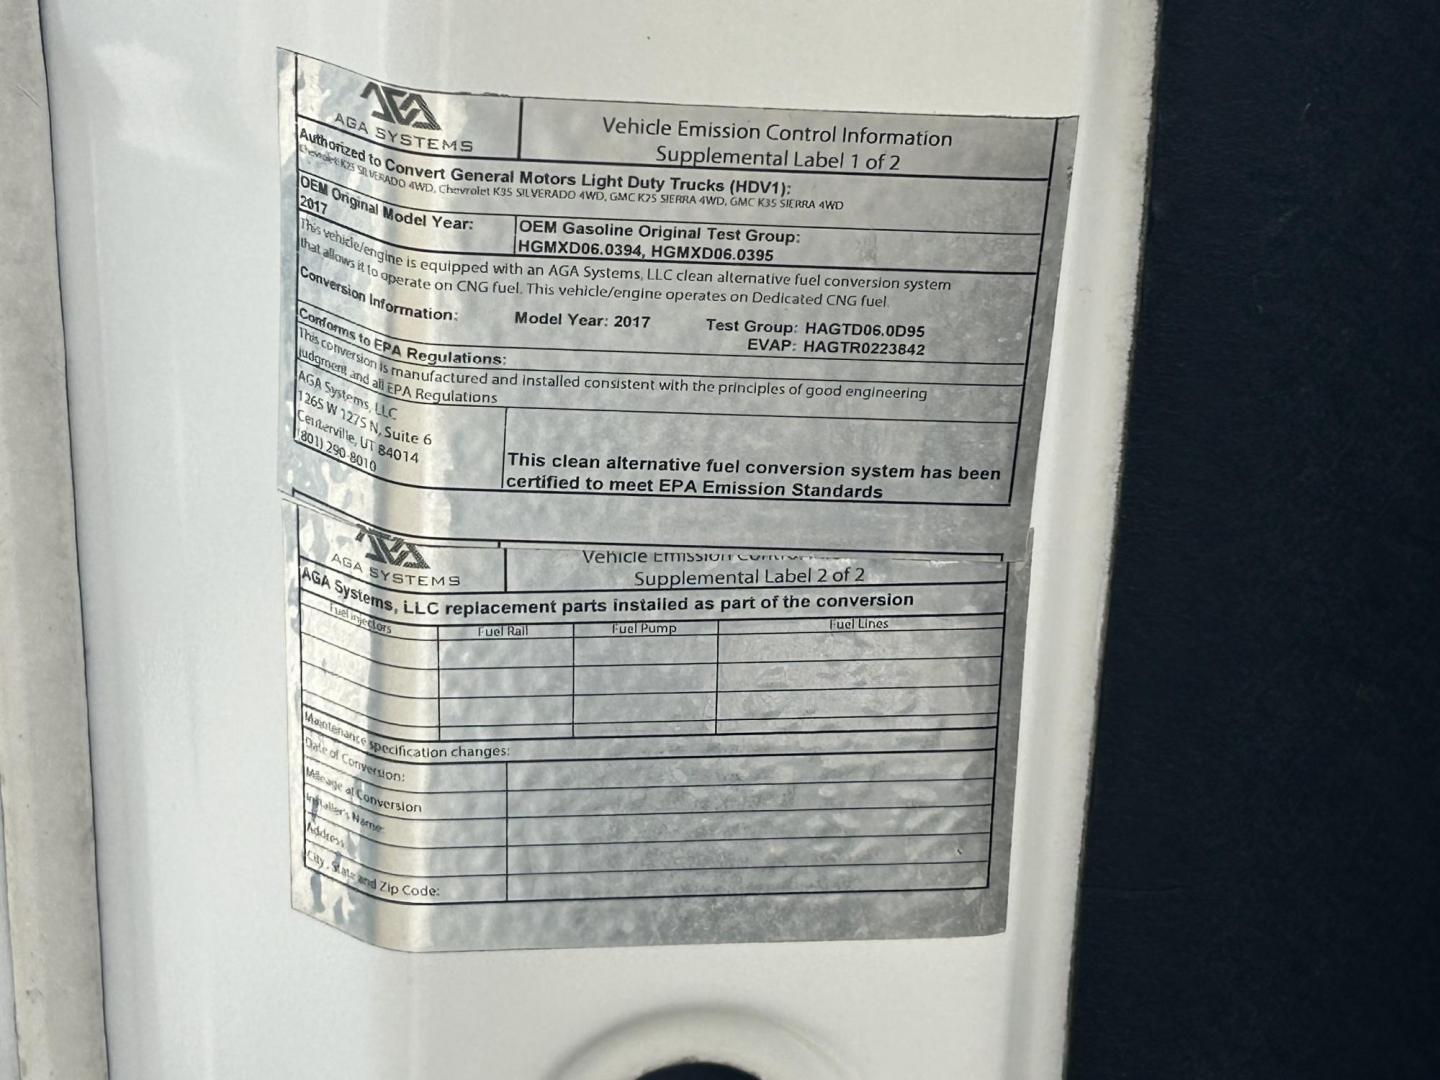 AGA SYSTEMS
Vehicle Emission Control Information
Supplemental Label 1 of 2
Authorized to Convert General Motors Light Duty Trucks (HDV1):
Chevrolet K25 SILVERADO 4WD, Chevrolet K35 SILVERADO 4WD, GMC K25 SIERRA 4WD, GMC K35 SIERRA 4WD
OEM Original Model Year:
2017
OEM Gasoline Original Test Group:
HGMXD06.0394, HGMXD06.0395
This vehicle/engine is equipped with an AGA Systems, LLC clean alternative fuel conversion system
that allows it to operate on CNG fuel. This vehicle/engine operates on Dedicated CNG fuel.
Conversion Information: Model Year: 2017 Test Group: HAGTD06.0D95
EVAP: HAGTR0223842
Conforms to EPA Regulations:
This conversion is manufactured and installed consistent with the principles of good engineering
judgment and all EPA Regulations
AGA Systems, LLC
1265 W 1275 N, Suite 6
Centerville, UT 84014
(801) 290-8010
This clean alternative fuel conversion system has been
certified to meet EPA Emission Standards
AGA SYSTEMS
Vehicle Emission Control
Supplemental Label 2 of 2
AGA Systems, LLC replacement parts installed as part of the conversion
Fuel Injectors Fuel Rail Fuel Pump Fuel Lines
Maintenance specification changes:
Date of Conversion:
Mileage at Conversion
Installer's Name
Address
City, State and Zip Code: